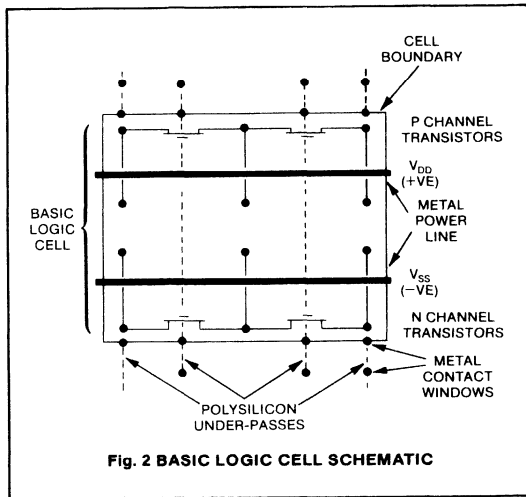 CELL
BOUNDARY
P CHANNEL
TRANSISTORS
V_DD
(+VE)
BASIC
LOGIC
CELL
METAL
POWER
LINE
V_SS
(−VE)
N CHANNEL
TRANSISTORS
METAL
CONTACT
WINDOWS
POLYSILICON
UNDER-PASSES
Fig. 2 BASIC LOGIC CELL SCHEMATIC